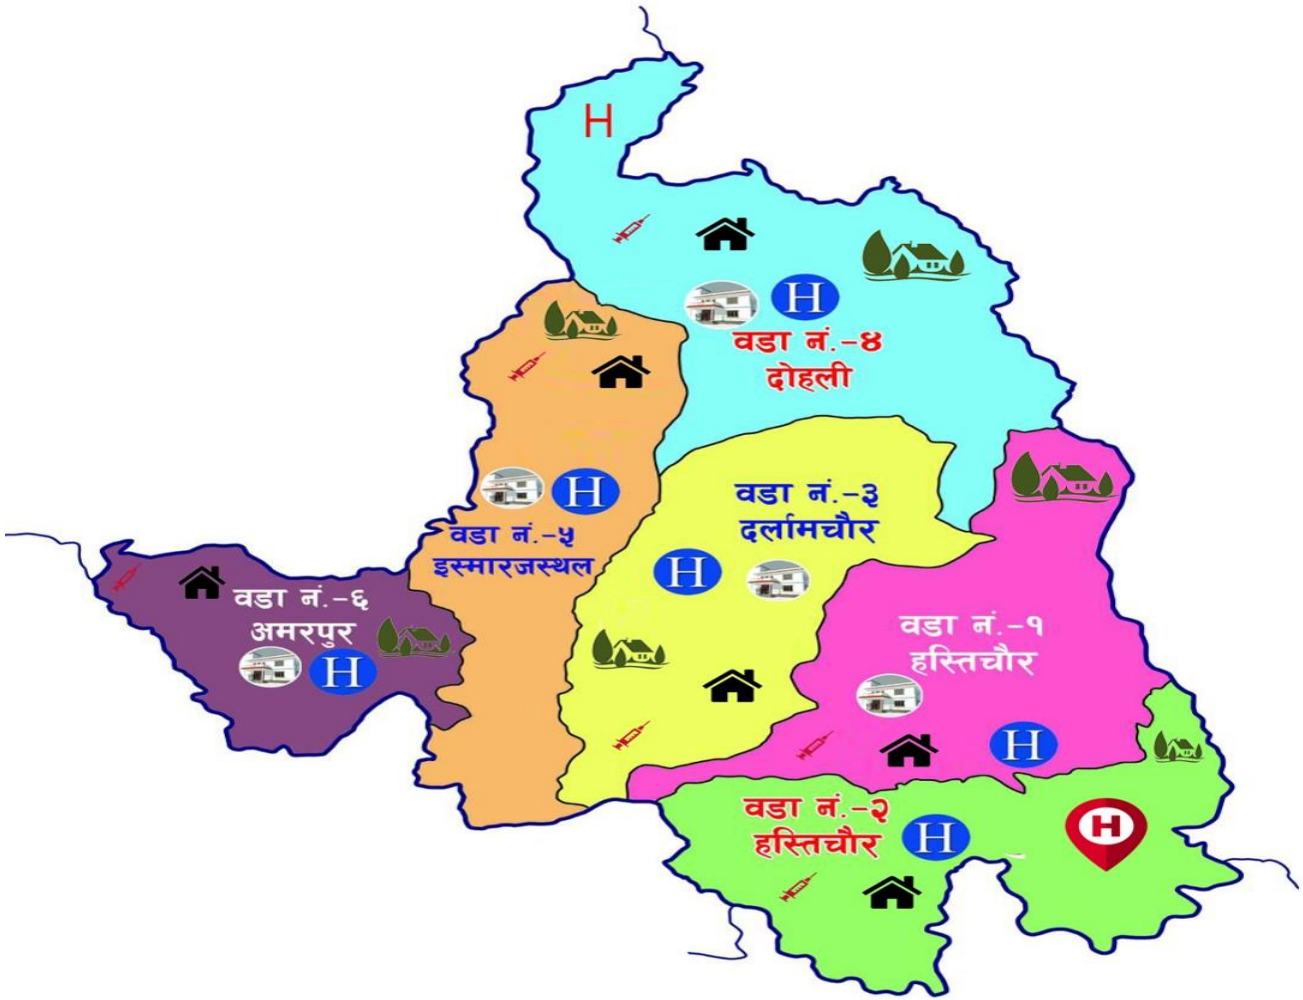 H
H
वडा नं.-४
दोहली
H
वडा नं.-५
इस्मारजस्थल
वडा नं.-३
दर्लामचौर
H
वडा नं.-६
अमरपुर
H
वडा नं.-१
हस्तिचौर
H
वडा नं.-२
हस्तिचौर
H
H